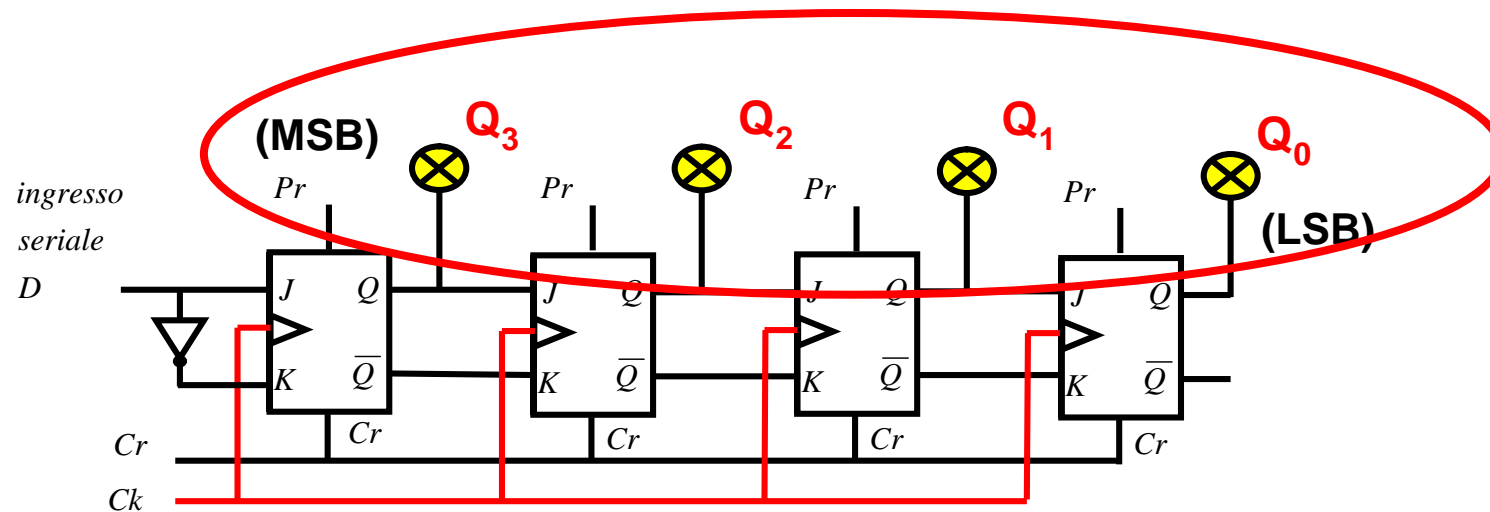 (MSB) Q₃ Q₂ Q₁ Q₀
ingresso Pr Pr Pr Pr
seriale (LSB)
D J Q J Q J Q J Q
K Q̅ K Q̅ K Q̅ K Q̅
Cr Cr Cr Cr Cr
Ck